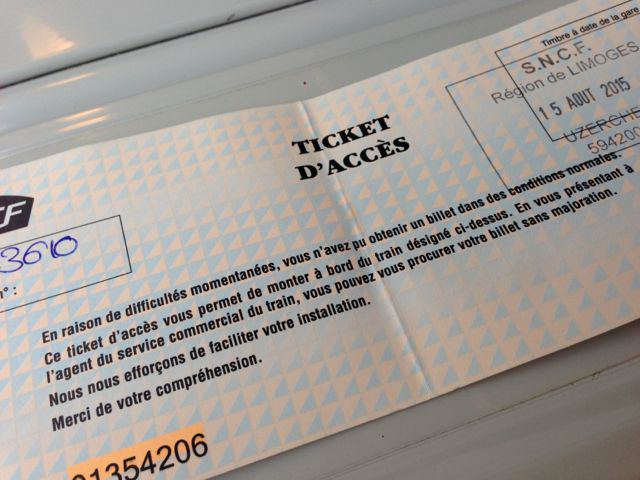 Timbre à date de la gare
S.N.C.F.
Région de LIMOGES
15 AOUT 2015
UZERCHE
594200
TICKET
D'ACCÈS
3610
n° :
En raison de difficultés momentanées, vous n'avez pu obtenir un billet dans des conditions normales.
Ce ticket d'accès vous permet de monter à bord du train désigné ci-dessus. En vous présentant à
l'agent du service commercial du train, vous pouvez vous procurer votre billet sans majoration.
Nous nous efforçons de faciliter votre installation.
Merci de votre compréhension.
01354206